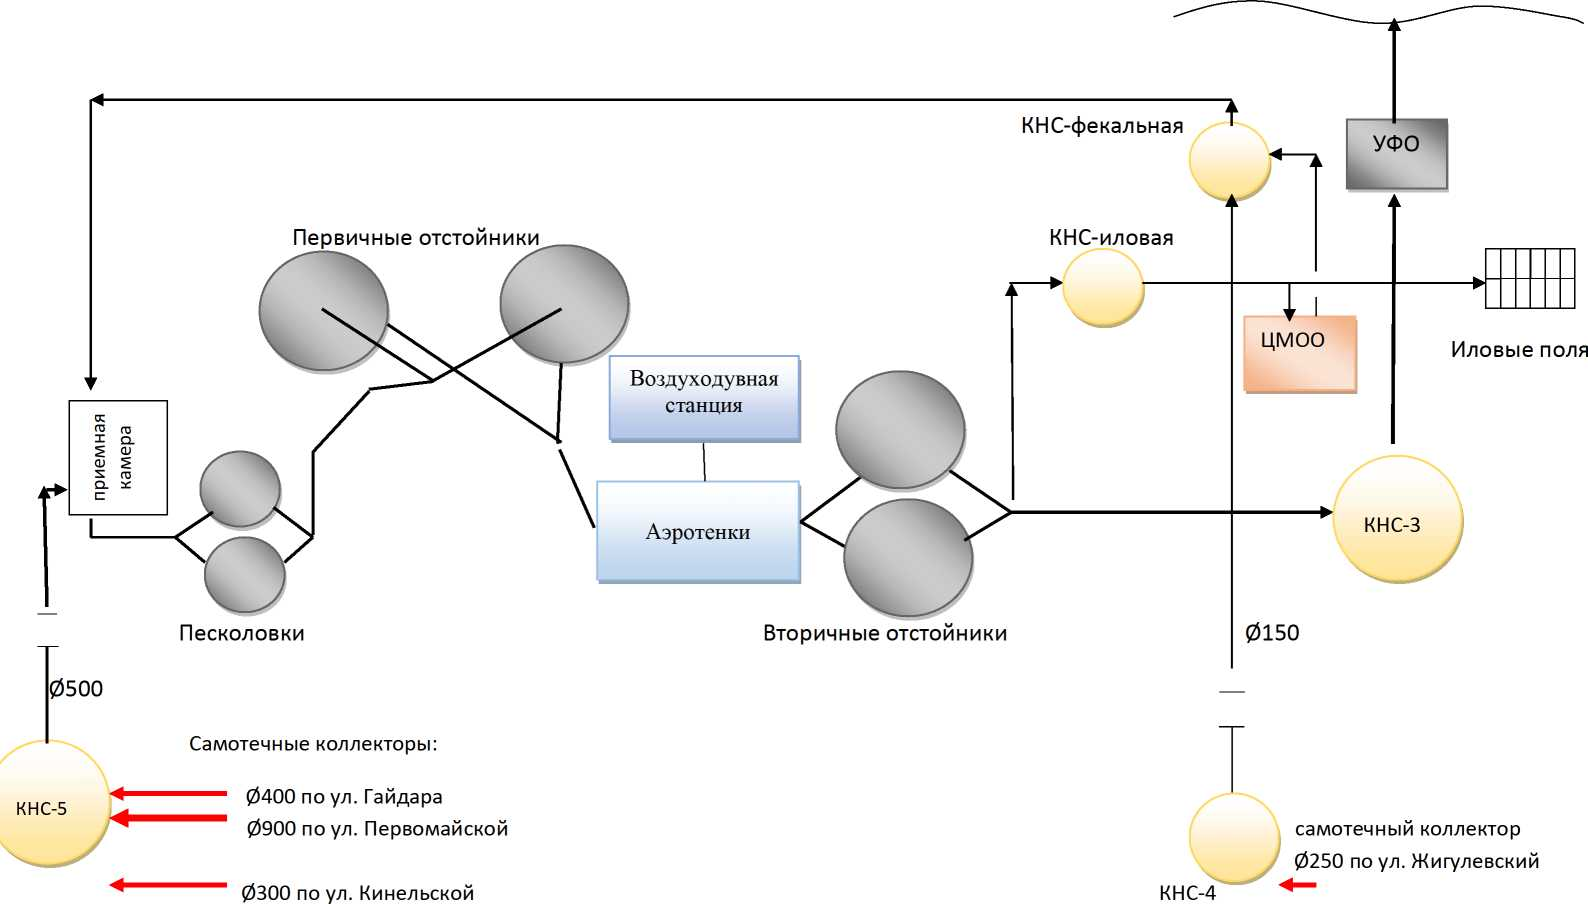 КНС-фекальная
УФО
Первичные отстойники
КНС-иловая
ЦМОО
Иловые поля
Воздуходувная
станция
приемная
камера
КНС-3
Аэротенки
Песколовки
Вторичные отстойники
Ø150
Ø500
Самотечные коллекторы:
Ø400 по ул. Гайдара
КНС-5
Ø900 по ул. Первомайской
самотечный коллектор
Ø250 по ул. Жигулевский
Ø300 по ул. Кинельской
КНС-4